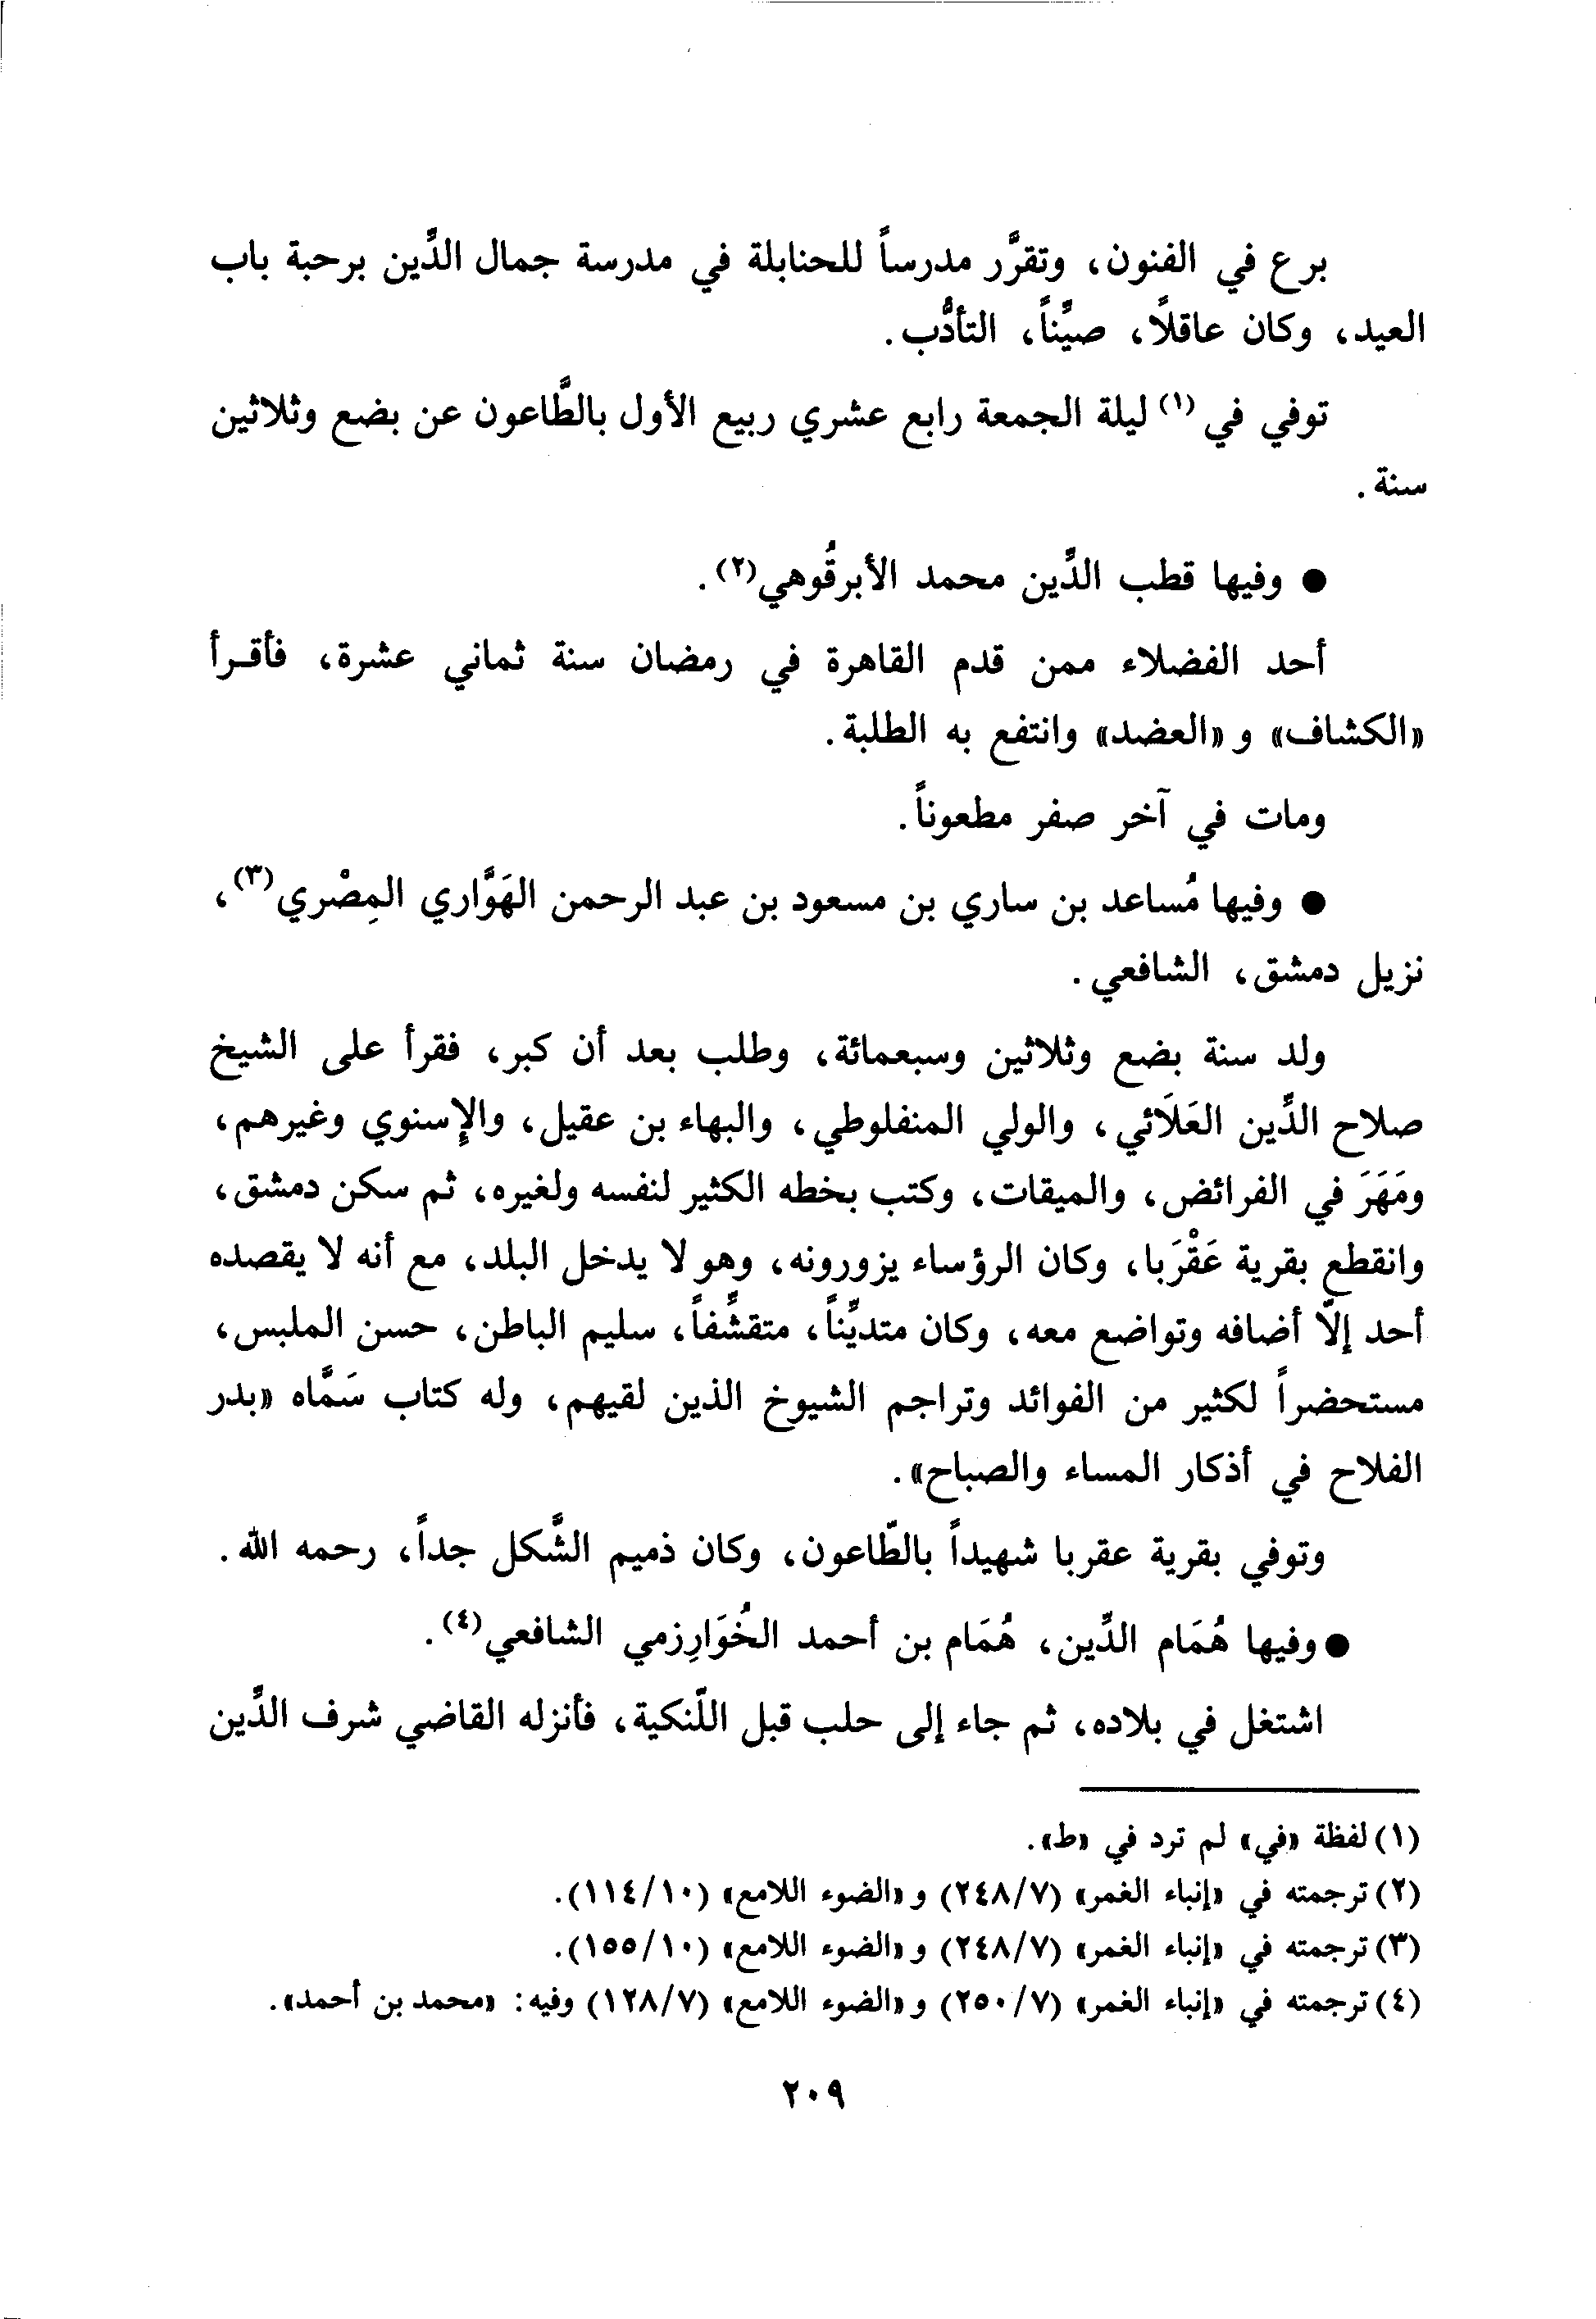 برع في الفنون، وتقرَّر مدرساً للحنابلة في مدرسة جمال الدِّين برحبة باب
العيد، وكان عاقلاً، صيِّناً، التأدُّب.
توفي في (١) ليلة الجمعة رابع عشري ربيع الأول بالطَّاعون عن بضع وثلاثين
سنة.
● وفيها قطب الدِّين محمد الأبرقُوهي(٢).
أحد الفضلاء ممن قدم القاهرة في رمضان سنة ثماني عشرة، فأقـرأ
«الكشاف» و «العضد» وانتفع به الطلبة.
ومات في آخر صفر مطعوناً.
● وفيها مُساعد بن ساري بن مسعود بن عبد الرحمن الهَوَّاري المِصْري(٣)،
نزيل دمشق، الشافعي.
ولد سنة بضع وثلاثين وسبعمائة، وطلب بعد أن كبر، فقرأ على الشيخ
صلاح الدِّين العَلاَئي، والولي المنفلوطي، والبهاء بن عقيل، والإسنوي وغيرهم،
ومَهَرَ في الفرائض، والميقات، وكتب بخطه الكثير لنفسه ولغيره، ثم سكن دمشق،
وانقطع بقرية عَقْرَبا، وكان الرؤساء يزورونه، وهو لا يدخل البلد، مع أنه لا يقصده
أحد إلّا أضافه وتواضع معه، وكان متديِّناً، متقشِّفاً، سليم الباطن، حسن الملبس،
مستحضراً لكثير من الفوائد وتراجم الشيوخ الذين لقيهم، وله كتاب سَمَّاه «بدر
الفلاح في أذكار المساء والصباح».
وتوفي بقرية عقربا شهيداً بالطّاعون، وكان ذميم الشَّكل جداً، رحمه الله.
● وفيها هُمَام الدِّين، هُمَام بن أحمد الخُوَارِزمي الشافعي(٤).
اشتغل في بلاده، ثم جاء إلى حلب قبل اللّنكية، فأنزله القاضي شرف الدِّين
(١) لفظة «في» لم ترد في «ط».
(٢) ترجمته في «إنباء الغمر» (٢٤٨/٧) و «الضوء اللامع» (١١٤/١٠).
(٣) ترجمته في «إنباء الغمر» (٢٤٨/٧) و «الضوء اللامع» (١٥٥/١٠).
(٤) ترجمته في «إنباء الغمر» (٢٥٠/٧) و «الضوء اللامع» (١٢٨/٧) وفيه: «محمد بن أحمد».
٢٠٩